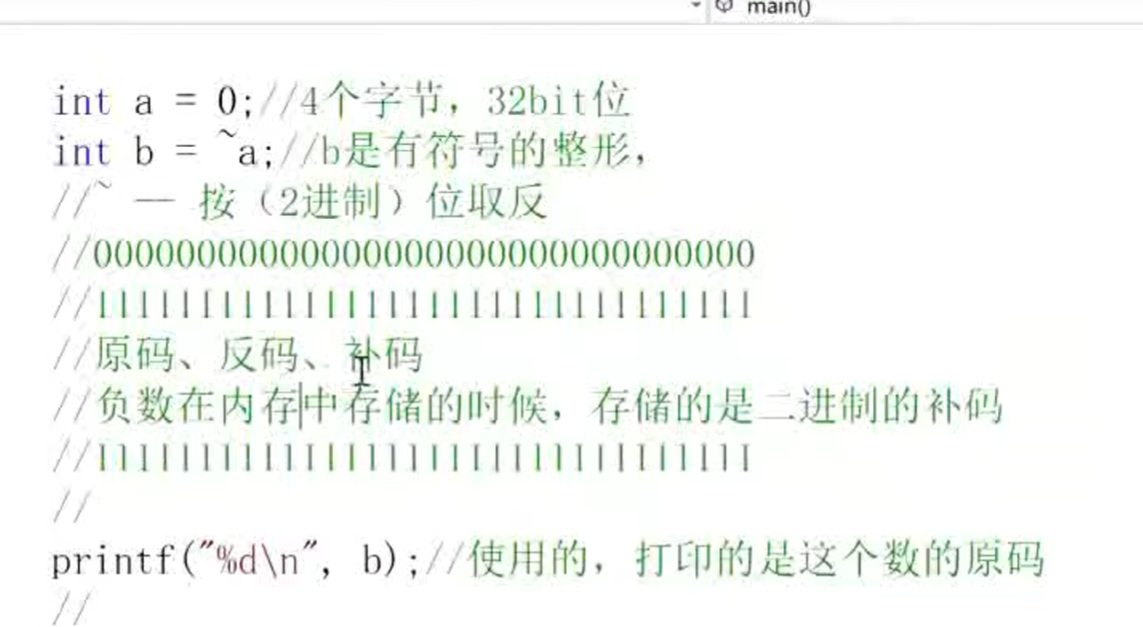 main()
int a = 0;//4个字节，32bit位
int b = ~a;//b是有符号的整形，
//~ -- 按（2进制）位取反
//00000000000000000000000000000000
//11111111111111111111111111111111
//原码、反码、补码
//负数在内存中存储的时候，存储的是二进制的补码
//11111111111111111111111111111111
//
printf("%d\n", b);//使用的，打印的是这个数的原码
//